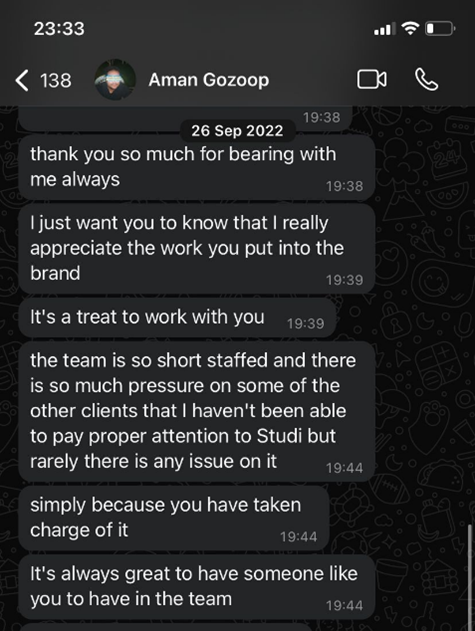 23:33
138
Aman Gozoop
19:38
26 Sep 2022
thank you so much for bearing with
me always
19:38
I just want you to know that I really
appreciate the work you put into the
brand
19:39
It's a treat to work with you
19:39
the team is so short staffed and there
is so much pressure on some of the
other clients that I haven't been able
to pay proper attention to Studi but
rarely there is any issue on it
19:44
simply because you have taken
charge of it
19:44
It's always great to have someone like
you to have in the team
19:44